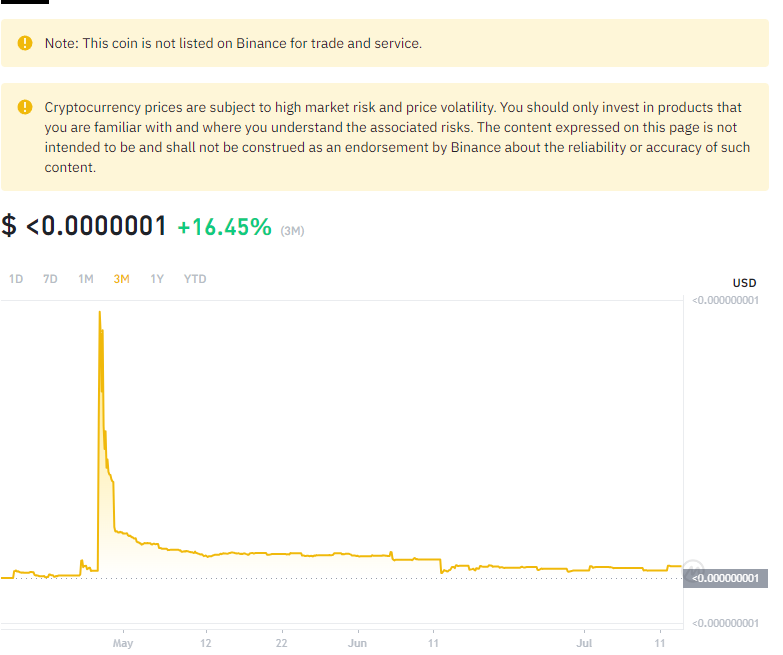 Note: This coin is not listed on Binance for trade and service.
Cryptocurrency prices are subject to high market risk and price volatility. You should only invest in products that
you are familiar with and where you understand the associated risks. The content expressed on this page is not
intended to be and shall not be construed as an endorsement by Binance about the reliability or accuracy of such
content.
$ <0.0000001 +16.45% (3M)
1D 7D 1M 3M 1Y YTD
USD
<0.000000001
<0.000000001
<0.000000001
May 12 22 Jun 11 Jul 11